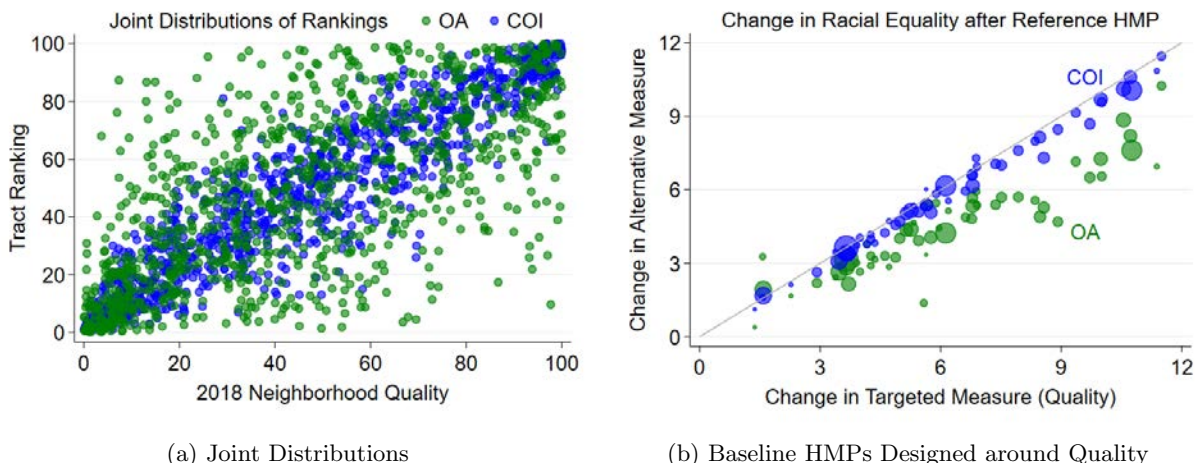 Joint Distributions of Rankings OA COI
Tract Ranking
100
80
60
40
20
0
0 20 40 60 80 100
2018 Neighborhood Quality
(a) Joint Distributions
Change in Racial Equality after Reference HMP
Change in Alternative Measure
12
9
6
3
0
COI
OA
0 3 6 9 12
Change in Targeted Measure (Quality)
(b) Baseline HMPs Designed around Quality